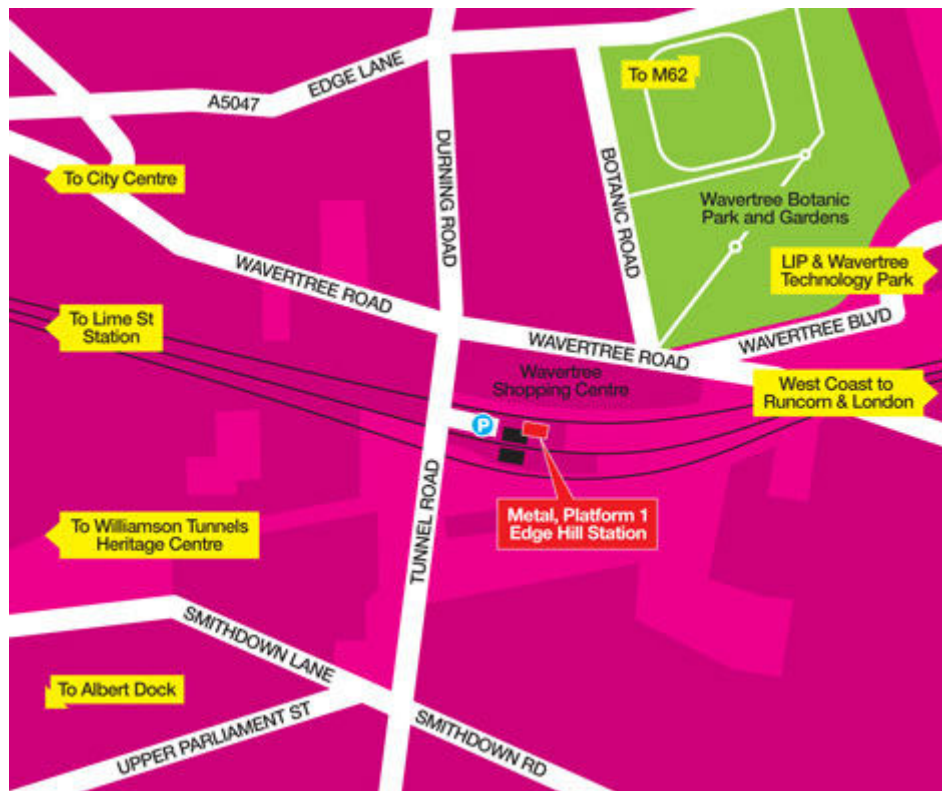 To M62
EDGE LANE
A5047
DURNING ROAD
BOTANIC ROAD
To City Centre
Wavertree Botanic
Park and Gardens
WAVERTREE ROAD
LIP & Wavertree
Technology Park
To Lime St
Station
WAVERTREE BLVD
WAVERTREE ROAD
Wavertree
Shopping Centre
West Coast to
Runcorn & London
P
Metal, Platform 1
Edge Hill Station
To Williamson Tunnels
Heritage Centre
TUNNEL ROAD
SMITHDOWN LANE
To Albert Dock
UPPER PARLIAMENT ST
SMITHDOWN RD